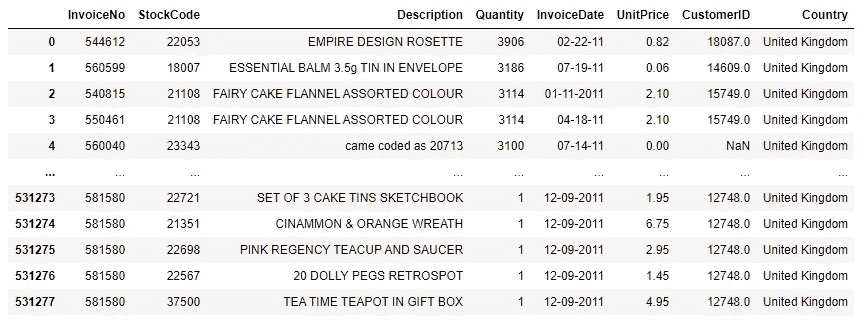 InvoiceNo StockCode Description Quantity InvoiceDate UnitPrice CustomerID Country
0 544612 22053 EMPIRE DESIGN ROSETTE 3906 02-22-11 0.82 18087.0 United Kingdom
1 560599 18007 ESSENTIAL BALM 3.5g TIN IN ENVELOPE 3186 07-19-11 0.06 14609.0 United Kingdom
2 540815 21108 FAIRY CAKE FLANNEL ASSORTED COLOUR 3114 01-11-2011 2.10 15749.0 United Kingdom
3 550461 21108 FAIRY CAKE FLANNEL ASSORTED COLOUR 3114 04-18-11 2.10 15749.0 United Kingdom
4 560040 23343 came coded as 20713 3100 07-14-11 0.00 NaN United Kingdom
... ... ... ... ... ... ... ... ...
531273 581580 22721 SET OF 3 CAKE TINS SKETCHBOOK 1 12-09-2011 1.95 12748.0 United Kingdom
531274 581580 21351 CINAMMON & ORANGE WREATH 1 12-09-2011 6.75 12748.0 United Kingdom
531275 581580 22698 PINK REGENCY TEACUP AND SAUCER 1 12-09-2011 2.95 12748.0 United Kingdom
531276 581580 22567 20 DOLLY PEGS RETROSPOT 1 12-09-2011 1.45 12748.0 United Kingdom
531277 581580 37500 TEA TIME TEAPOT IN GIFT BOX 1 12-09-2011 4.95 12748.0 United Kingdom